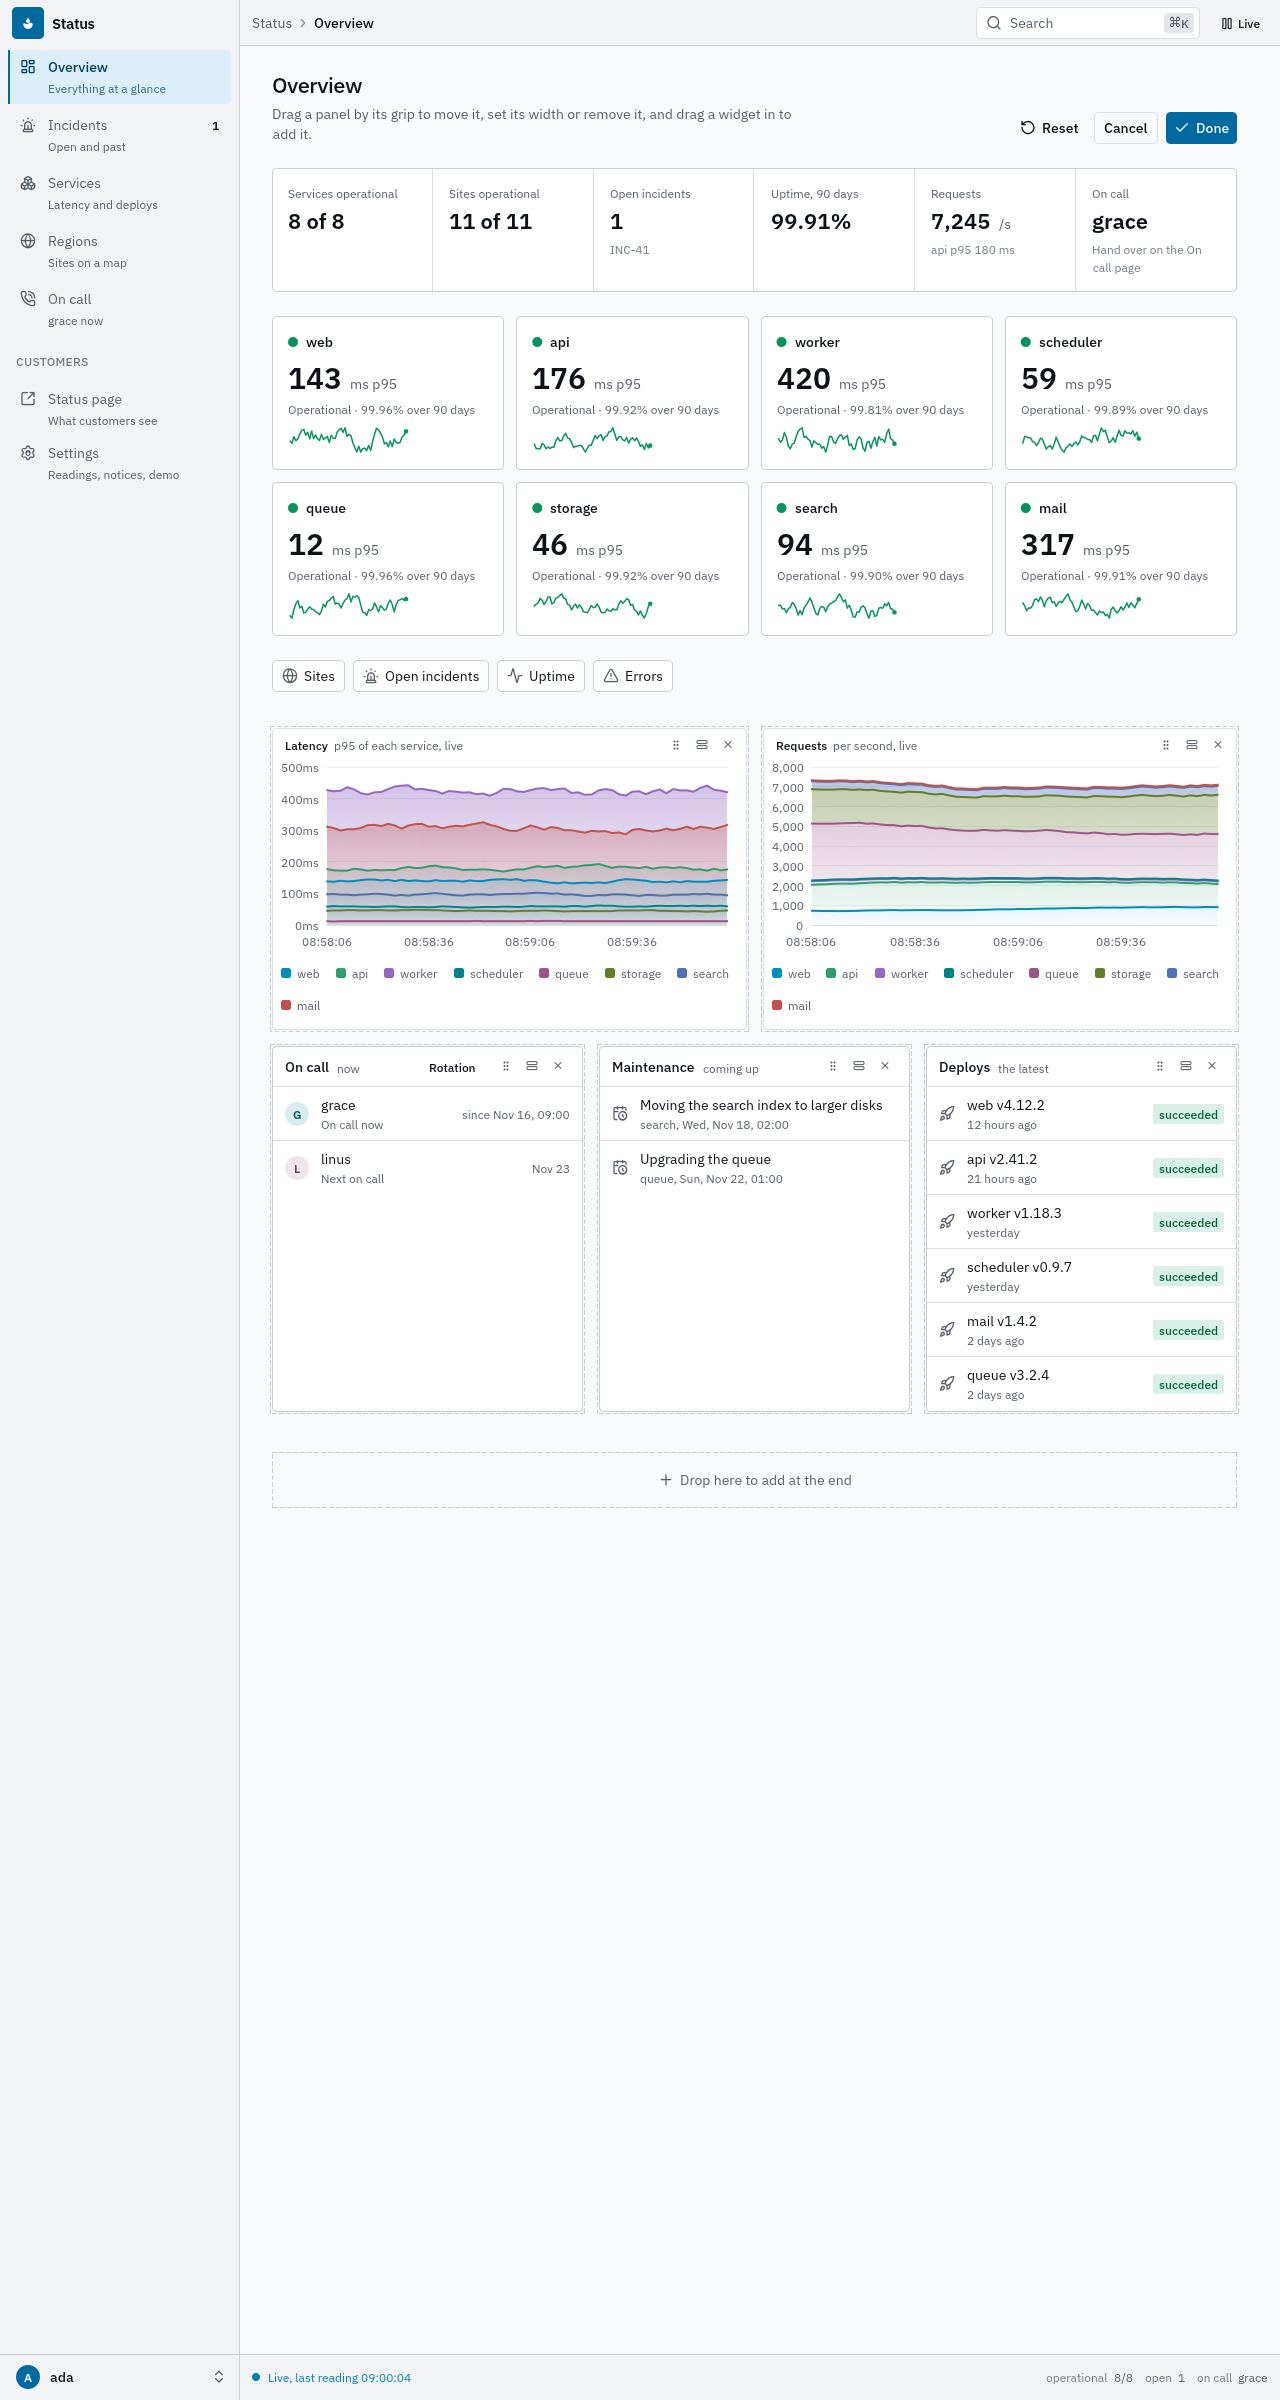 Status
Overview
Everything at a glance
Incidents 1
Open and past
Services
Latency and deploys
Regions
Sites on a map
On call
grace now
CUSTOMERS
Status page
What customers see
Settings
Readings, notices, demo
ada
A
Status > Overview
Search ⌘K
Live
Overview
Drag a panel by its grip to move it, set its width or remove it, and drag a widget in to
add it.
Reset
Cancel
Done
Services operational
8 of 8
Sites operational
11 of 11
Open incidents
1
INC-41
Uptime, 90 days
99.91%
Requests
7,245 /s
api p95 180 ms
On call
grace
Hand over on the On
call page
web
143 ms p95
Operational · 99.96% over 90 days
api
176 ms p95
Operational · 99.92% over 90 days
worker
420 ms p95
Operational · 99.81% over 90 days
scheduler
59 ms p95
Operational · 99.89% over 90 days
queue
12 ms p95
Operational · 99.96% over 90 days
storage
46 ms p95
Operational · 99.92% over 90 days
search
94 ms p95
Operational · 99.90% over 90 days
mail
317 ms p95
Operational · 99.91% over 90 days
Sites
Open incidents
Uptime
Errors
Latency p95 of each service, live
500ms
400ms
300ms
200ms
100ms
0ms
08:58:06 08:58:36 08:59:06 08:59:36
web api worker scheduler queue storage search
mail
Requests per second, live
8,000
7,000
6,000
5,000
4,000
3,000
2,000
1,000
0
08:58:06 08:58:36 08:59:06 08:59:36
web api worker scheduler queue storage search
mail
On call now Rotation
G
grace
On call now
since Nov 16, 09:00
L
linus
Next on call
Nov 23
Maintenance coming up
Moving the search index to larger disks
search, Wed, Nov 18, 02:00
Upgrading the queue
queue, Sun, Nov 22, 01:00
Deploys the latest
web v4.12.2
12 hours ago
succeeded
api v2.41.2
21 hours ago
succeeded
worker v1.18.3
yesterday
succeeded
scheduler v0.9.7
yesterday
succeeded
mail v1.4.2
2 days ago
succeeded
queue v3.2.4
2 days ago
succeeded
Drop here to add at the end
Live, last reading 09:00:04
operational 8/8 open 1 on call grace